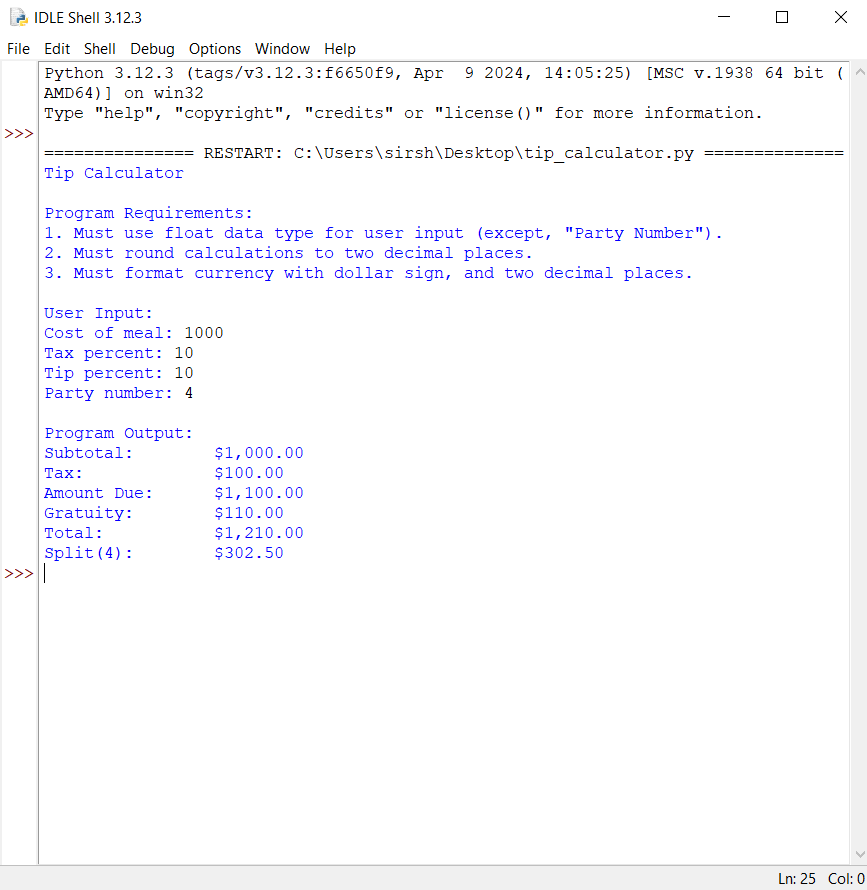 IDLE Shell 3.12.3
File Edit Shell Debug Options Window Help
Python 3.12.3 (tags/v3.12.3:f6650f9, Apr  9 2024, 14:05:25) [MSC v.1938 64 bit (
AMD64)] on win32
Type "help", "copyright", "credits" or "license()" for more information.
>>>
=============== RESTART: C:\Users\sirsh\Desktop\tip_calculator.py ==============
Tip Calculator
Program Requirements:
1. Must use float data type for user input (except, "Party Number").
2. Must round calculations to two decimal places.
3. Must format currency with dollar sign, and two decimal places.
User Input:
Cost of meal: 1000
Tax percent: 10
Tip percent: 10
Party number: 4
Program Output:
Subtotal: $1,000.00
Tax: $100.00
Amount Due: $1,100.00
Gratuity: $110.00
Total: $1,210.00
Split(4): $302.50
>>>
Ln: 25 Col: 0